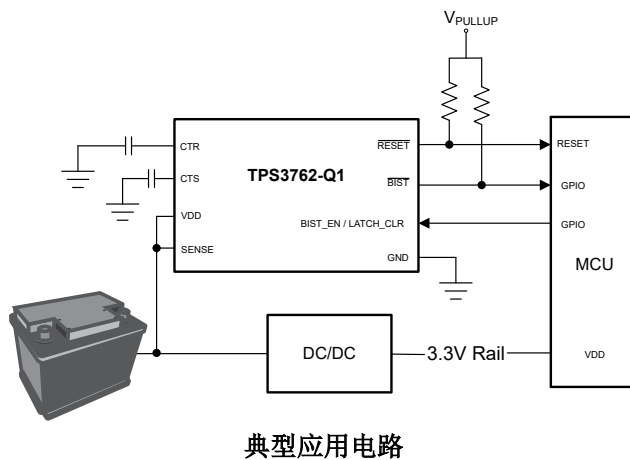 VPULLUP
CTR
CTS
VDD
SENSE
TPS3762-Q1
RESET
BIST
BIST_EN / LATCH_CLR
GND
RESET
GPIO
GPIO
MCU
VDD
DC/DC
3.3V Rail
典型应用电路